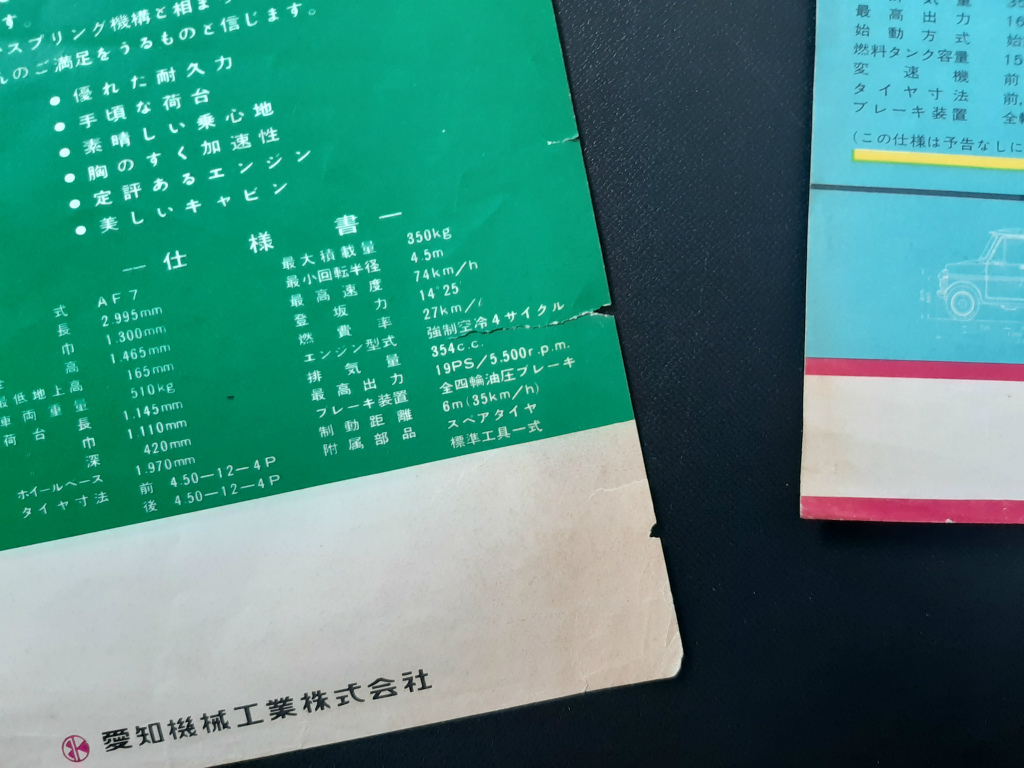 す。
スプリング機構と相まっ
んのご満足をうるものと信じます。
● 優れた耐久力
● 手頃な荷台
● 素晴しい乗心地
● 胸のすく加速性
● 定評あるエンジン
● 美しいキャビン
— 仕様書 —
式 AF7
長 2.995mm
巾 1.300mm
高 1.465mm
最低地上高 165mm
車両重量 510kg
荷台長 1.145mm
巾 1.110mm
深 420mm
ホイールベース 1.970mm
タイヤ寸法 前 4.50—12—4P
後 4.50—12—4P
最大積載量 350kg
最小回転半径 4.5m
最高速度 74km/h
登坂力 14°25′
燃費率 27km/ℓ
エンジン型式 強制空冷4サイクル
排気量 354c.c.
最高出力 19PS/5.500r.p.m.
ブレーキ装置 全四輪油圧ブレーキ
制動距離 6m(35km/h)
附属部品 スペアタイヤ
標準工具一式
愛知機械工業株式会社
排気量 35
最高出力 16
始動方式 始
燃料タンク容量 15
変速機 前
タイヤ寸法 前,
ブレーキ装置 全輪
(この仕様は予告なしに